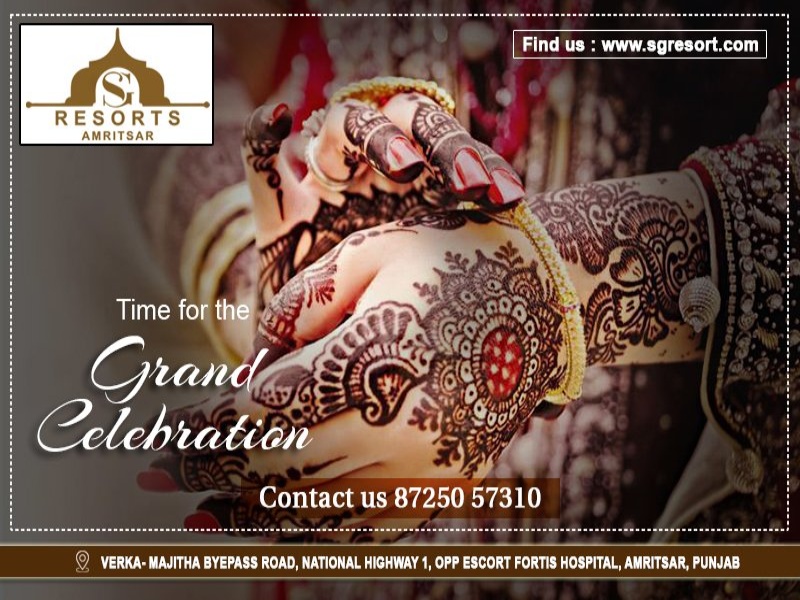 SG
RESORTS
AMRITSAR
Find us : www.sgresort.com
Time for the
Grand
Celebration
Contact us 87250 57310
VERKA- MAJITHA BYEPASS ROAD, NATIONAL HIGHWAY 1, OPP ESCORT FORTIS HOSPITAL, AMRITSAR, PUNJAB